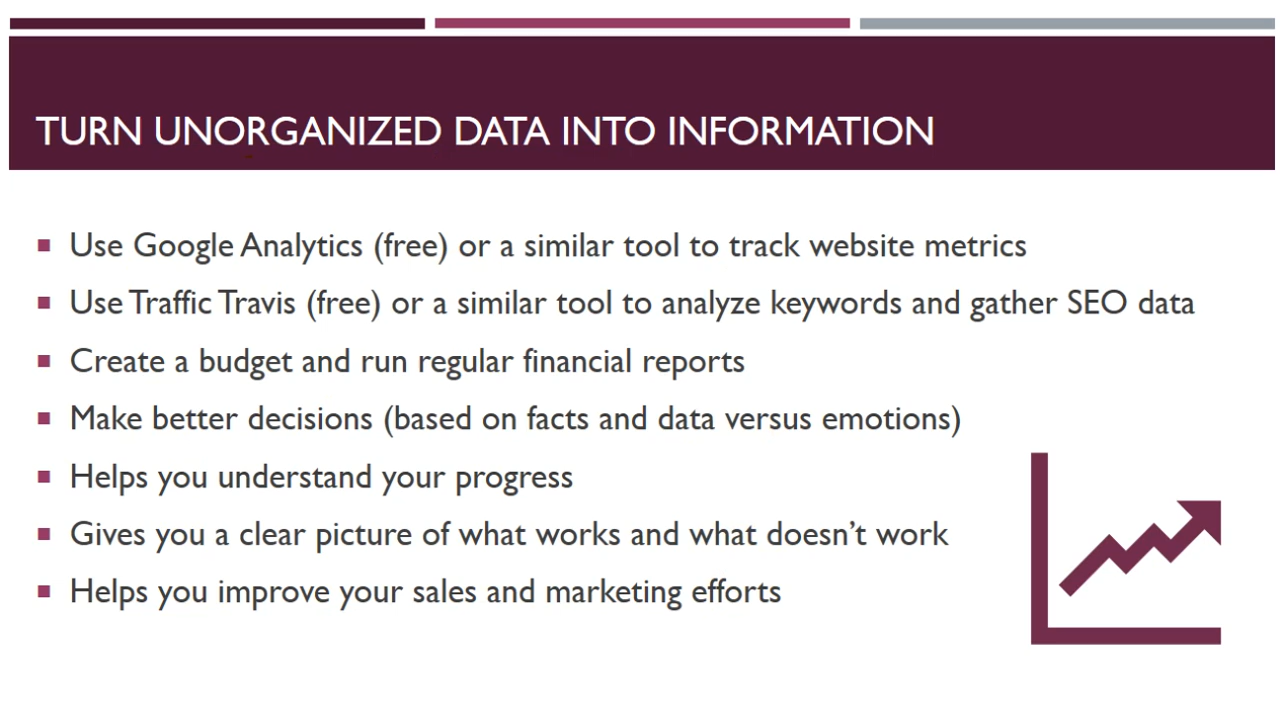 TURN UNORGANIZED DATA INTO INFORMATION
Use Google Analytics (free) or a similar tool to track website metrics
Use Traffic Travis (free) or a similar tool to analyze keywords and gather SEO data
Create a budget and run regular financial reports
Make better decisions (based on facts and data versus emotions)
Helps you understand your progress
Gives you a clear picture of what works and what doesn’t work
Helps you improve your sales and marketing efforts